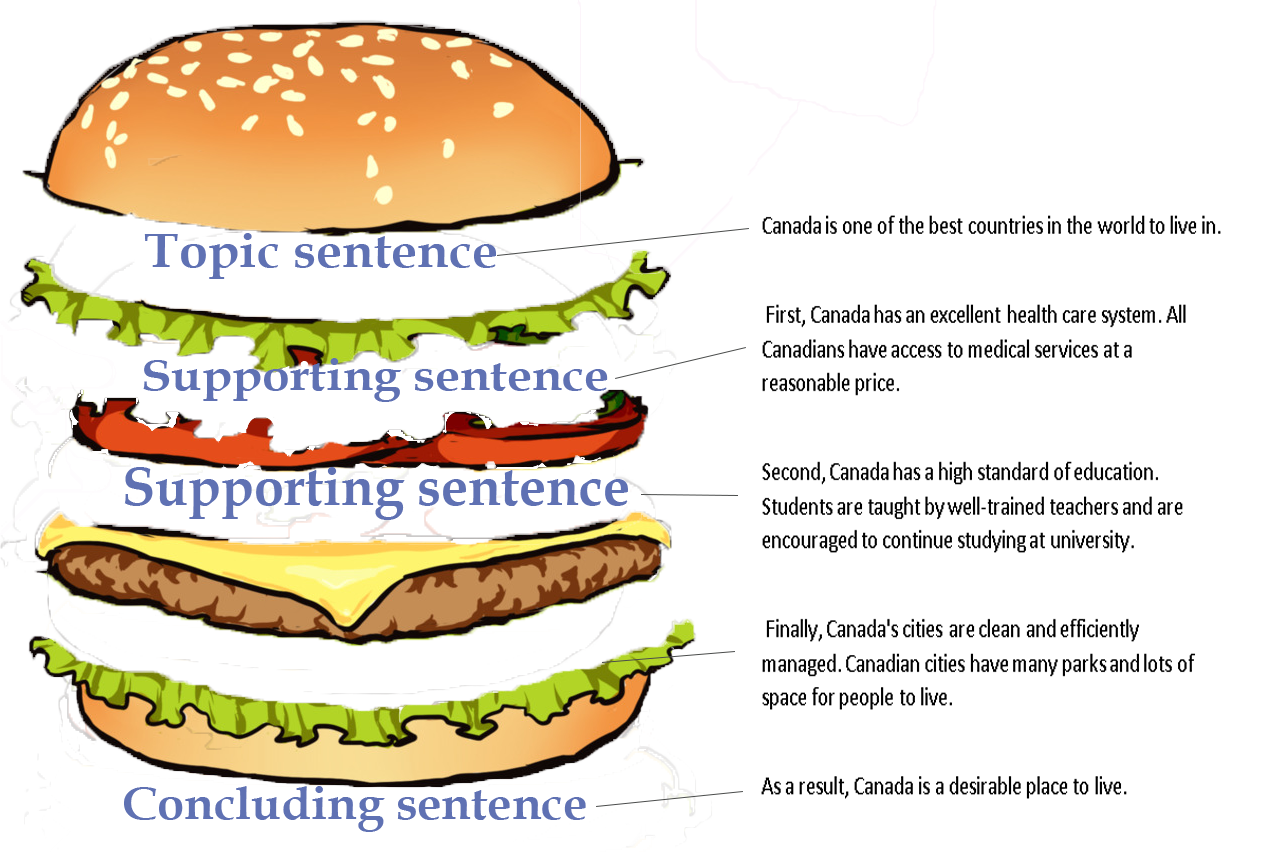 Topic sentence
Canada is one of the best countries in the world to live in.
First, Canada has an excellent health care system. All
Canadians have access to medical services at a
reasonable price.
Supporting sentence
Second, Canada has a high standard of education.
Students are taught by well-trained teachers and are
encouraged to continue studying at university.
Supporting sentence
Finally, Canada's cities are clean and efficiently
managed. Canadian cities have many parks and lots of
space for people to live.
Concluding sentence
As a result, Canada is a desirable place to live.